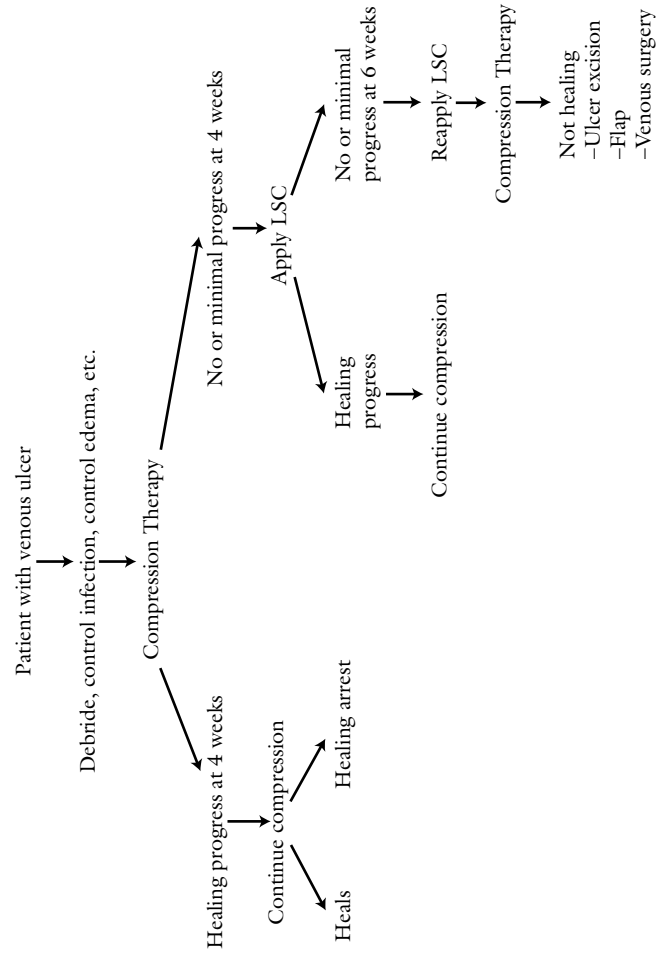 Patient with venous ulcer
Debride, control infection, control edema, etc.
Compression Therapy
Healing progress at 4 weeks
No or minimal progress at 4 weeks
Continue compression
Apply LSC
Heals
Healing arrest
Healing
progress
No or minimal
progress at 6 weeks
Continue compression
Reapply LSC
Compression Therapy
Not healing
–Ulcer excision
–Flap
–Venous surgery